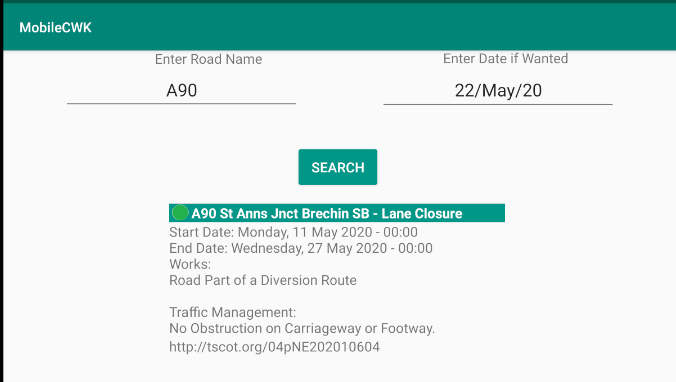 MobileCWK
Enter Road Name
Enter Date if Wanted
A90
22/May/20
SEARCH
A90 St Anns Jnct Brechin SB - Lane Closure
Start Date: Monday, 11 May 2020 - 00:00
End Date: Wednesday, 27 May 2020 - 00:00
Works:
Road Part of a Diversion Route
Traffic Management:
No Obstruction on Carriageway or Footway.
http://tscot.org/04pNE202010604